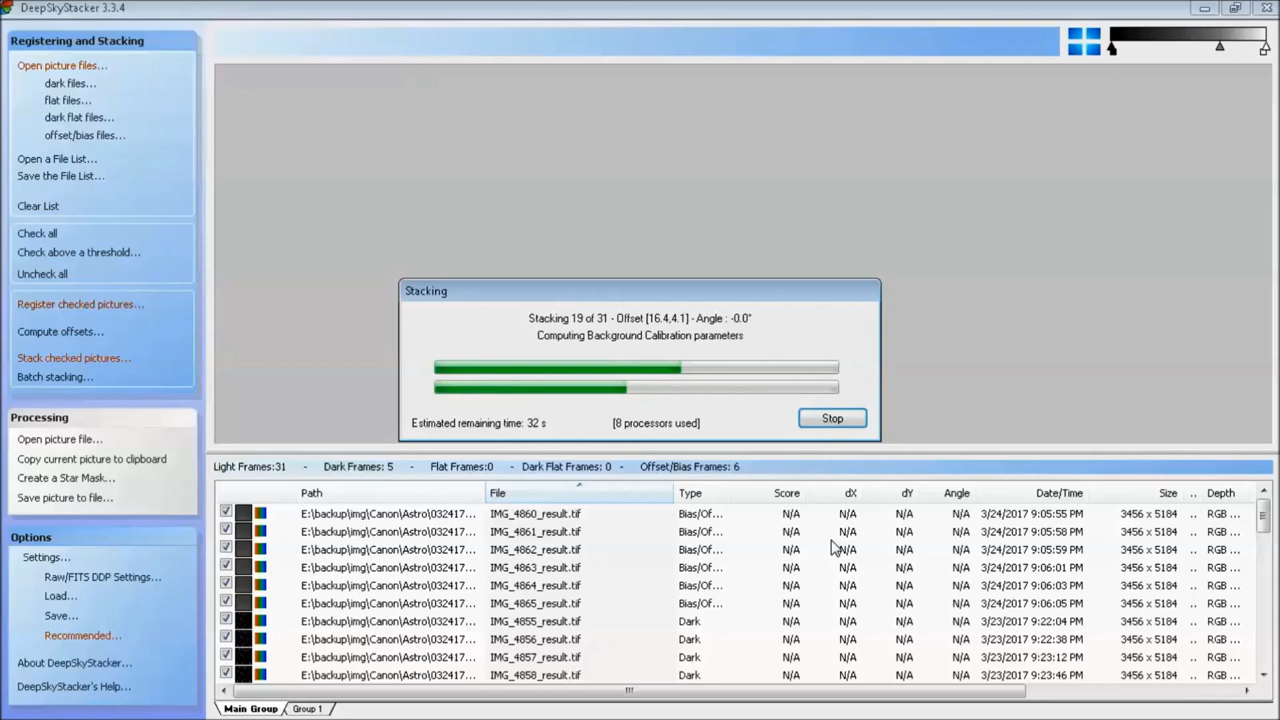 DeepSkyStacker 3.3.4
Registering and Stacking
Open picture files...
dark files...
flat files...
dark flat files...
offset/bias files...
Open a File List...
Save the File List...
Clear List
Check all
Check above a threshold...
Uncheck all
Register checked pictures...
Compute offsets...
Stack checked pictures...
Batch stacking...
Processing
Open picture file...
Copy current picture to clipboard
Create a Star Mask...
Save picture to file...
Options
Settings...
Raw/FITS DDP Settings...
Load...
Save...
Recommended...
About DeepSkyStacker...
DeepSkyStacker's Help...
Stacking
Stacking 19 of 31 - Offset [16.4,4.1] - Angle : -0.0°
Computing Background Calibration parameters
Estimated remaining time: 32 s [8 processors used] Stop
Light Frames:31 - Dark Frames: 5 - Flat Frames:0 - Dark Flat Frames: 0 - Offset/Bias Frames: 6
Path File Type Score dX dY Angle Date/Time Size .. Depth
E:\backup\img\Canon\Astro\032417... IMG_4860_result.tif Bias/Of... N/A N/A N/A N/A 3/24/2017 9:05:55 PM 3456 x 5184 .. RGB ...
E:\backup\img\Canon\Astro\032417... IMG_4861_result.tif Bias/Of... N/A N/A N/A N/A 3/24/2017 9:05:58 PM 3456 x 5184 .. RGB ...
E:\backup\img\Canon\Astro\032417... IMG_4862_result.tif Bias/Of... N/A N/A N/A N/A 3/24/2017 9:05:59 PM 3456 x 5184 .. RGB ...
E:\backup\img\Canon\Astro\032417... IMG_4863_result.tif Bias/Of... N/A N/A N/A N/A 3/24/2017 9:06:01 PM 3456 x 5184 .. RGB ...
E:\backup\img\Canon\Astro\032417... IMG_4864_result.tif Bias/Of... N/A N/A N/A N/A 3/24/2017 9:06:03 PM 3456 x 5184 .. RGB ...
E:\backup\img\Canon\Astro\032417... IMG_4865_result.tif Bias/Of... N/A N/A N/A N/A 3/24/2017 9:06:05 PM 3456 x 5184 .. RGB ...
E:\backup\img\Canon\Astro\032417... IMG_4855_result.tif Dark N/A N/A N/A N/A 3/23/2017 9:22:04 PM 3456 x 5184 .. RGB ...
E:\backup\img\Canon\Astro\032417... IMG_4856_result.tif Dark N/A N/A N/A N/A 3/23/2017 9:22:38 PM 3456 x 5184 .. RGB ...
E:\backup\img\Canon\Astro\032417... IMG_4857_result.tif Dark N/A N/A N/A N/A 3/23/2017 9:23:12 PM 3456 x 5184 .. RGB ...
E:\backup\img\Canon\Astro\032417... IMG_4858_result.tif Dark N/A N/A N/A N/A 3/23/2017 9:23:46 PM 3456 x 5184 .. RGB ...
Main Group Group 1